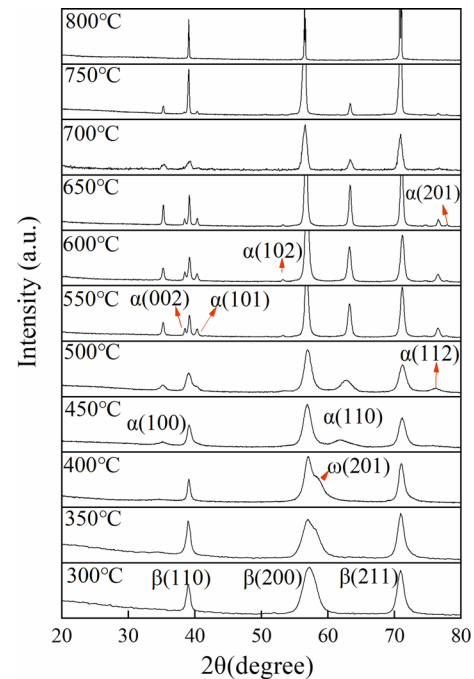 800°C
750°C
700°C
650°C
α(201)
600°C
α(102)
550°C
α(002)
α(101)
500°C
α(112)
450°C
α(100)
α(110)
400°C
ω(201)
350°C
300°C
β(110)
β(200)
β(211)
20 30 40 50 60 70 80
2θ(degree)
Intensity (a.u.)